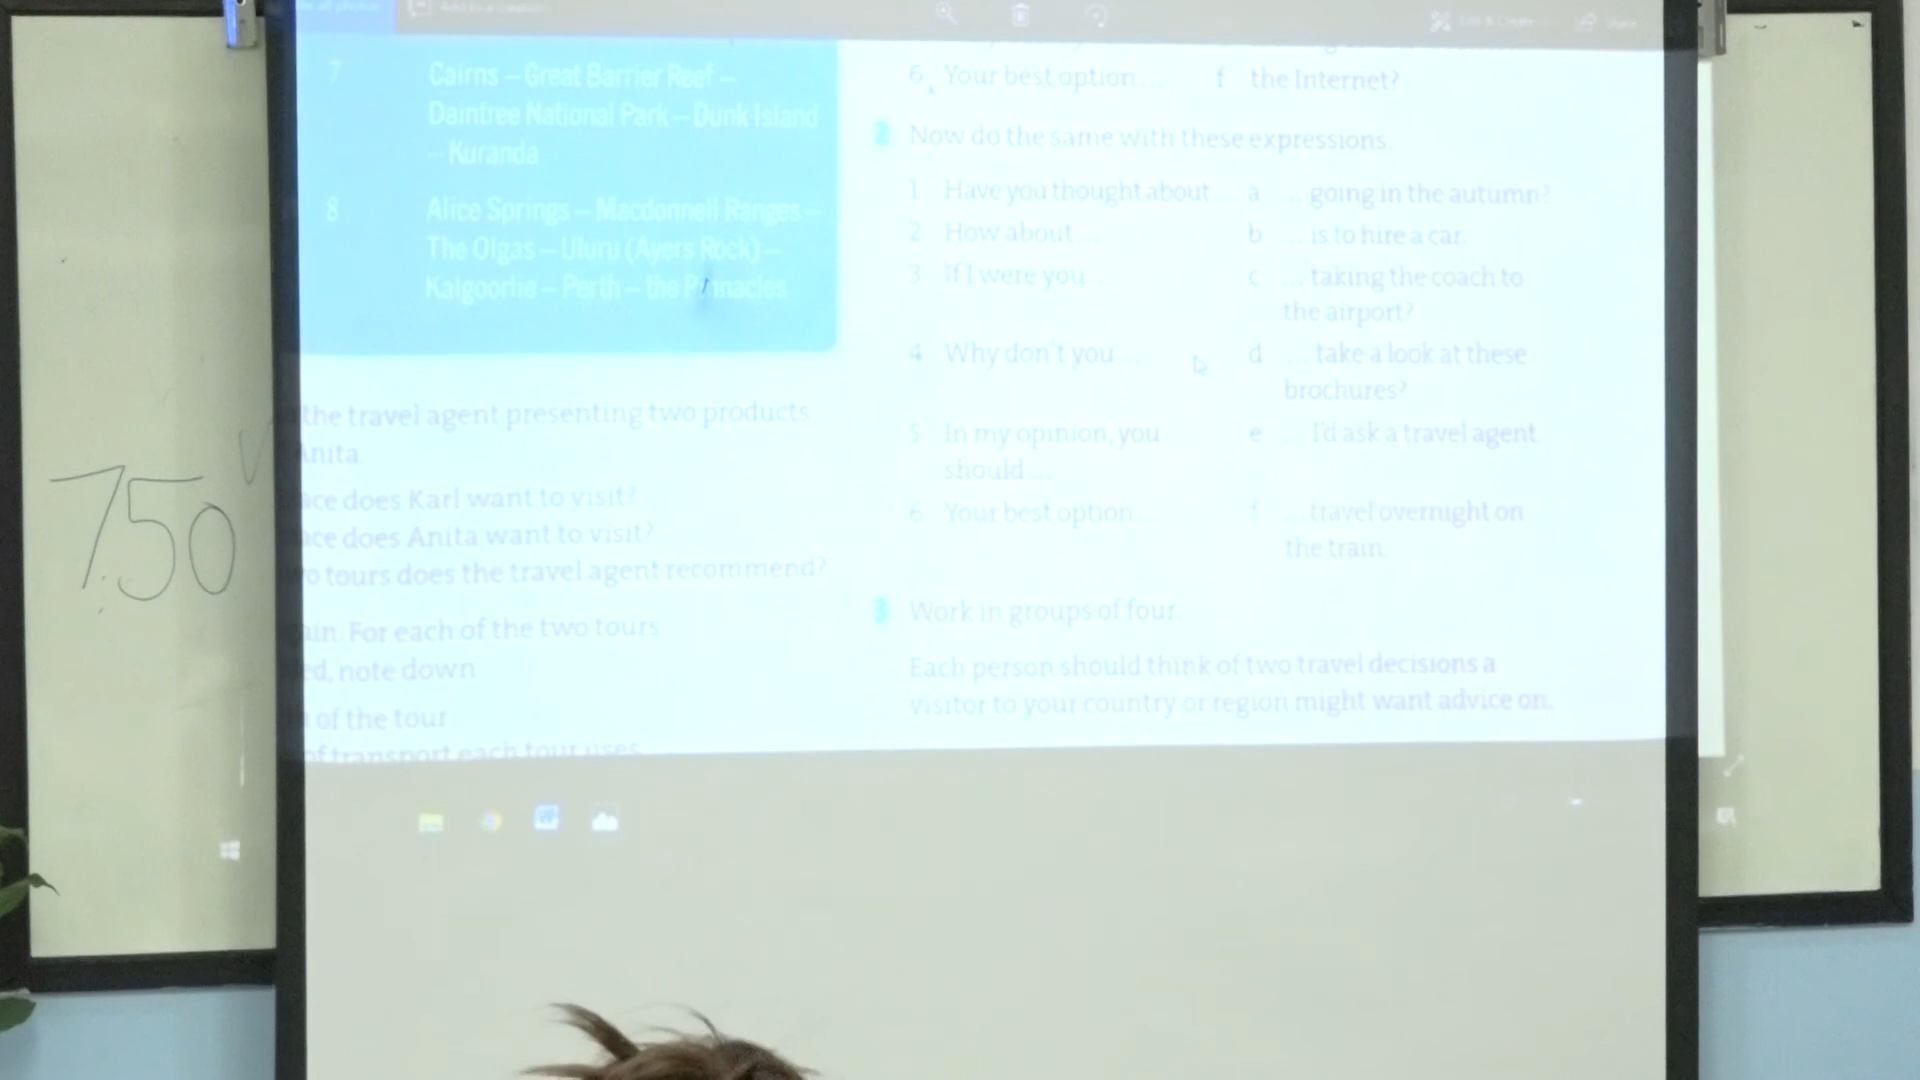 7 Cairns – Great Barrier Reef –
Daintree National Park – Dunk Island
– Kuranda
8 Alice Springs – Macdonnell Ranges –
The Olgas – Uluru (Ayers Rock) –
Kalgoorlie – Perth – the Pinnacles
the travel agent presenting two products
Anita.
does Karl want to visit?
does Anita want to visit?
tours does the travel agent recommend?
For each of the two tours
note down
of the tour
of transport each tour uses
6 Your best option ... f the Internet?
2 Now do the same with these expressions.
1 Have you thought about ... a ... going in the autumn?
2 How about ... b ... is to hire a car.
3 If I were you ... c ... taking the coach to
the airport?
4 Why don't you ... d ... take a look at these
brochures?
5 In my opinion, you e ... I'd ask a travel agent.
should ...
6 Your best option ... f ... travel overnight on
the train.
3 Work in groups of four.
Each person should think of two travel decisions a
visitor to your country or region might want advice on.
750